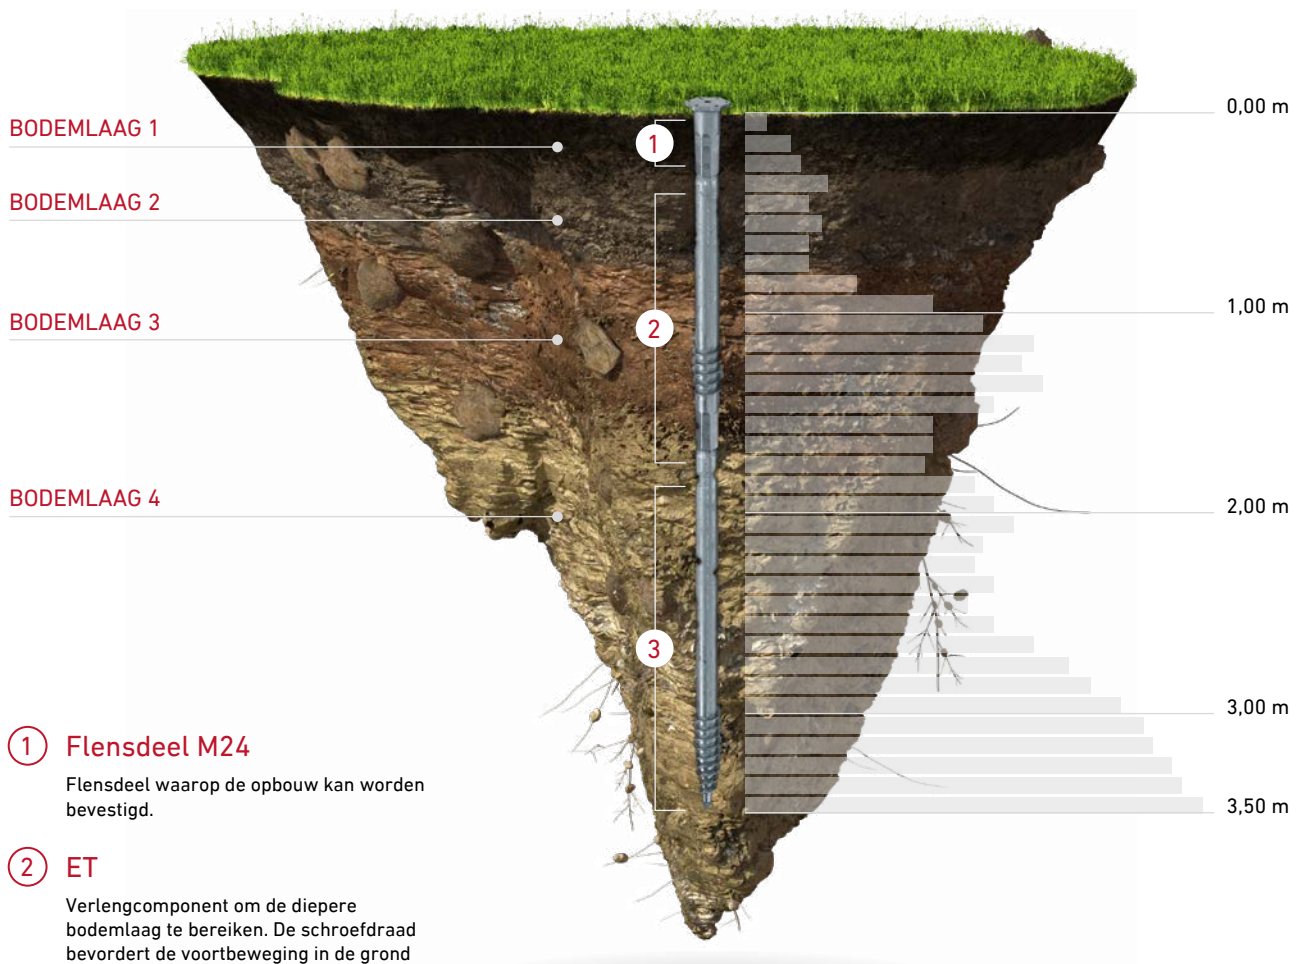 BODEMLAAG 1
BODEMLAAG 2
BODEMLAAG 3
BODEMLAAG 4
1
2
3
0,00 m
1,00 m
2,00 m
3,00 m
3,50 m
1 Flensdeel M24
Flensdeel waarop de opbouw kan worden
bevestigd.
2 ET
Verlengcomponent om de diepere
bodemlaag te bereiken. De schroefdraad
bevordert de voortbeweging in de grond